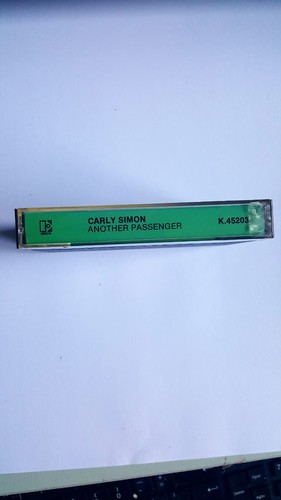 CARLY SIMON
ANOTHER PASSENGER
K.45203